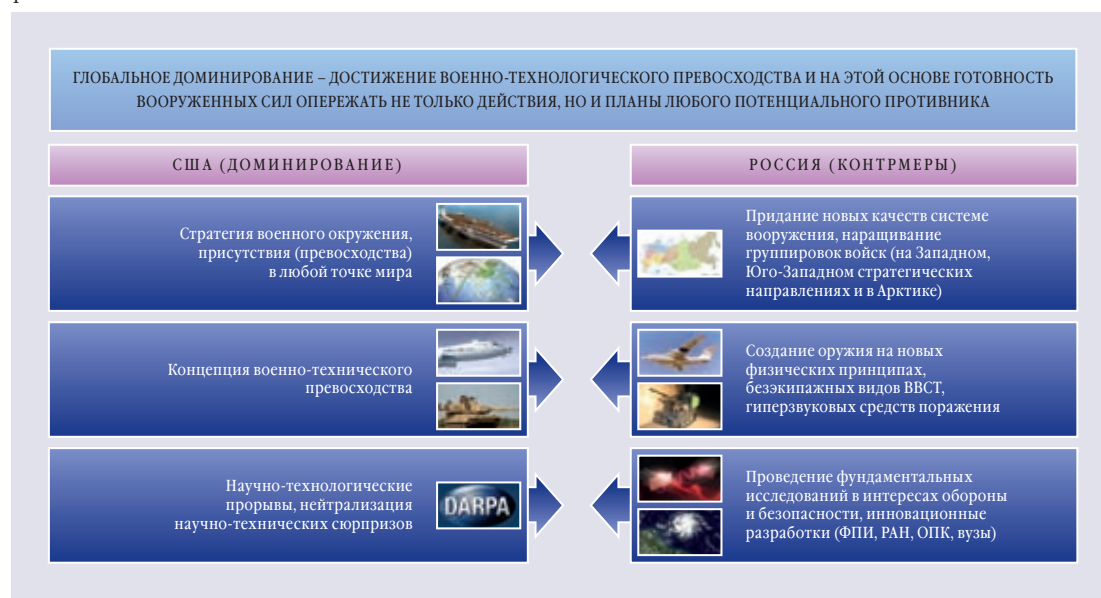 ГЛОБАЛЬНОЕ ДОМИНИРОВАНИЕ – ДОСТИЖЕНИЕ ВОЕННО-ТЕХНОЛОГИЧЕСКОГО ПРЕВОСХОДСТВА И НА ЭТОЙ ОСНОВЕ ГОТОВНОСТЬ
ВООРУЖЕННЫХ СИЛ ОПЕРЕЖАТЬ НЕ ТОЛЬКО ДЕЙСТВИЯ, НО И ПЛАНЫ ЛЮБОГО ПОТЕНЦИАЛЬНОГО ПРОТИВНИКА
США (ДОМИНИРОВАНИЕ)
РОССИЯ (КОНТРМЕРЫ)
Стратегия военного окружения,
присутствия (превосходства)
в любой точке мира
Придание новых качеств системе
вооружения, наращивание
группировок войск (на Западном,
Юго-Западном стратегических
направлениях и в Арктике)
Концепция военно-технического
превосходства
Создание оружия на новых
физических принципах,
безэкипажных видов ВВСТ,
гиперзвуковых средств поражения
Научно-технологические
прорывы, нейтрализация
научно-технических сюрпризов
DARPA
Проведение фундаментальных
исследований в интересах обороны
и безопасности, инновационные
разработки (ФПИ, РАН, ОПК, вузы)